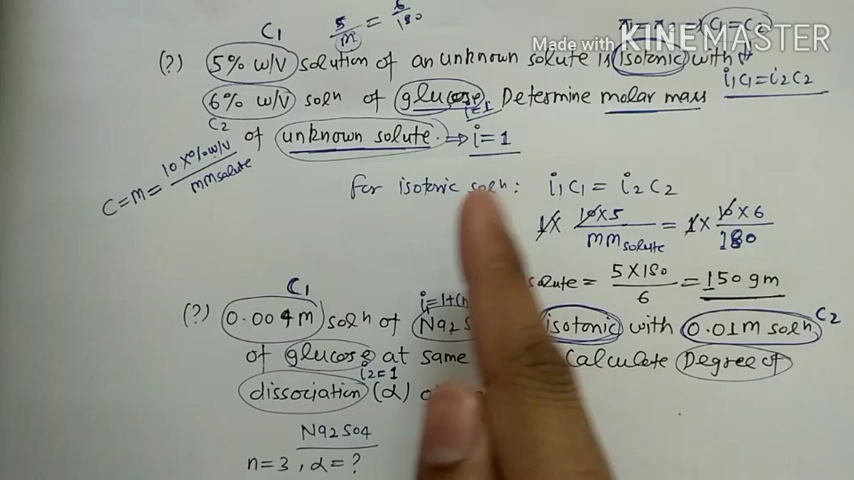 5/m = 6/180
π1 = π2 ⇒ C1 = C2
Made with KINEMASTER
C1
(?) 5% w/v solution of an unknown solute is isotonic with
i1C1 = i2C2
6% w/v soln of glucose. Determine molar mass
i=1
C2
of unknown solute. ⇒ i = 1
C = M = 10 x % w/v / mm solute
For isotonic soln: i1C1 = i2C2
1 x 10 x 5 / mm solute = 1 x 10 x 6 / 180
solute = 5 x 180 / 6 = 150 gm
C1
i = 1+(n
(?) 0.004 M soln of Na2S isotonic with 0.01 M soln C2
of glucose at same Calculate Degree of
i2 = 1
dissociation (α)
Na2SO4
n = 3, α = ?